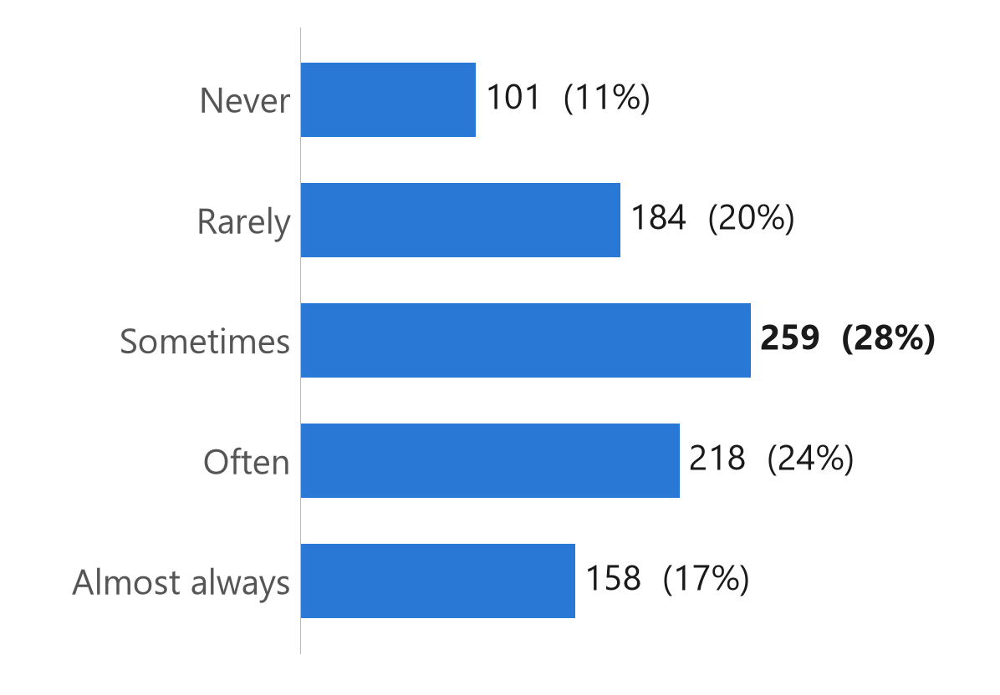 Never 101 (11%)
Rarely 184 (20%)
Sometimes 259 (28%)
Often 218 (24%)
Almost always 158 (17%)